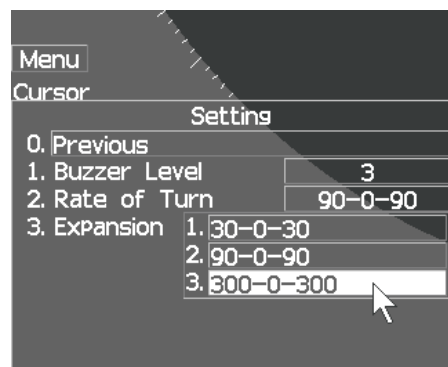 Menu
Cursor
Setting
0. Previous
1. Buzzer Level 3
2. Rate of Turn 90-0-90
3. Expansion 1. 30-0-30
2. 90-0-90
3. 300-0-300